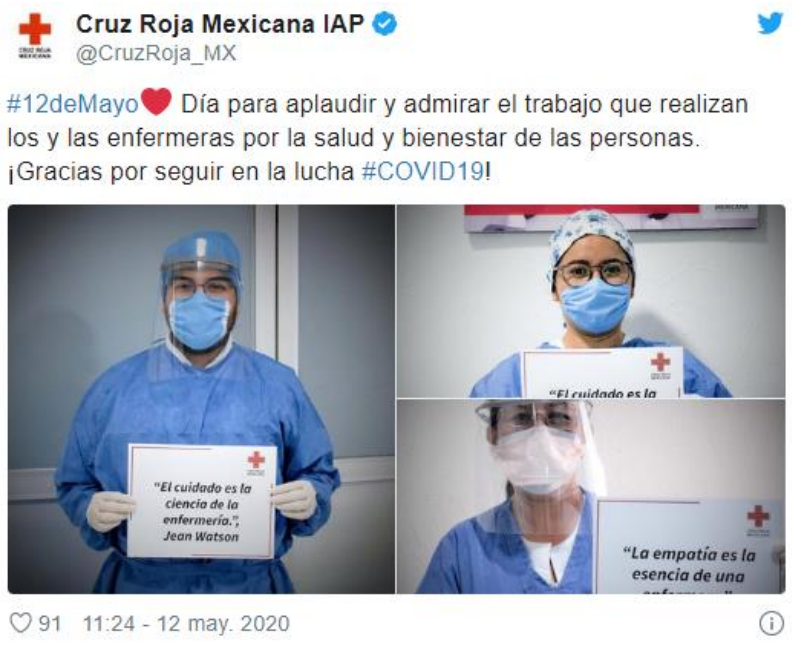 Cruz Roja Mexicana IAP
@CruzRoja_MX
#12deMayo Día para aplaudir y admirar el trabajo que realizan
los y las enfermeras por la salud y bienestar de las personas.
¡Gracias por seguir en la lucha #COVID19!
"El cuidado es la
ciencia de la
enfermería.",
Jean Watson
"El cuidado es la
"La empatía es la
esencia de una
91 11:24 - 12 may. 2020